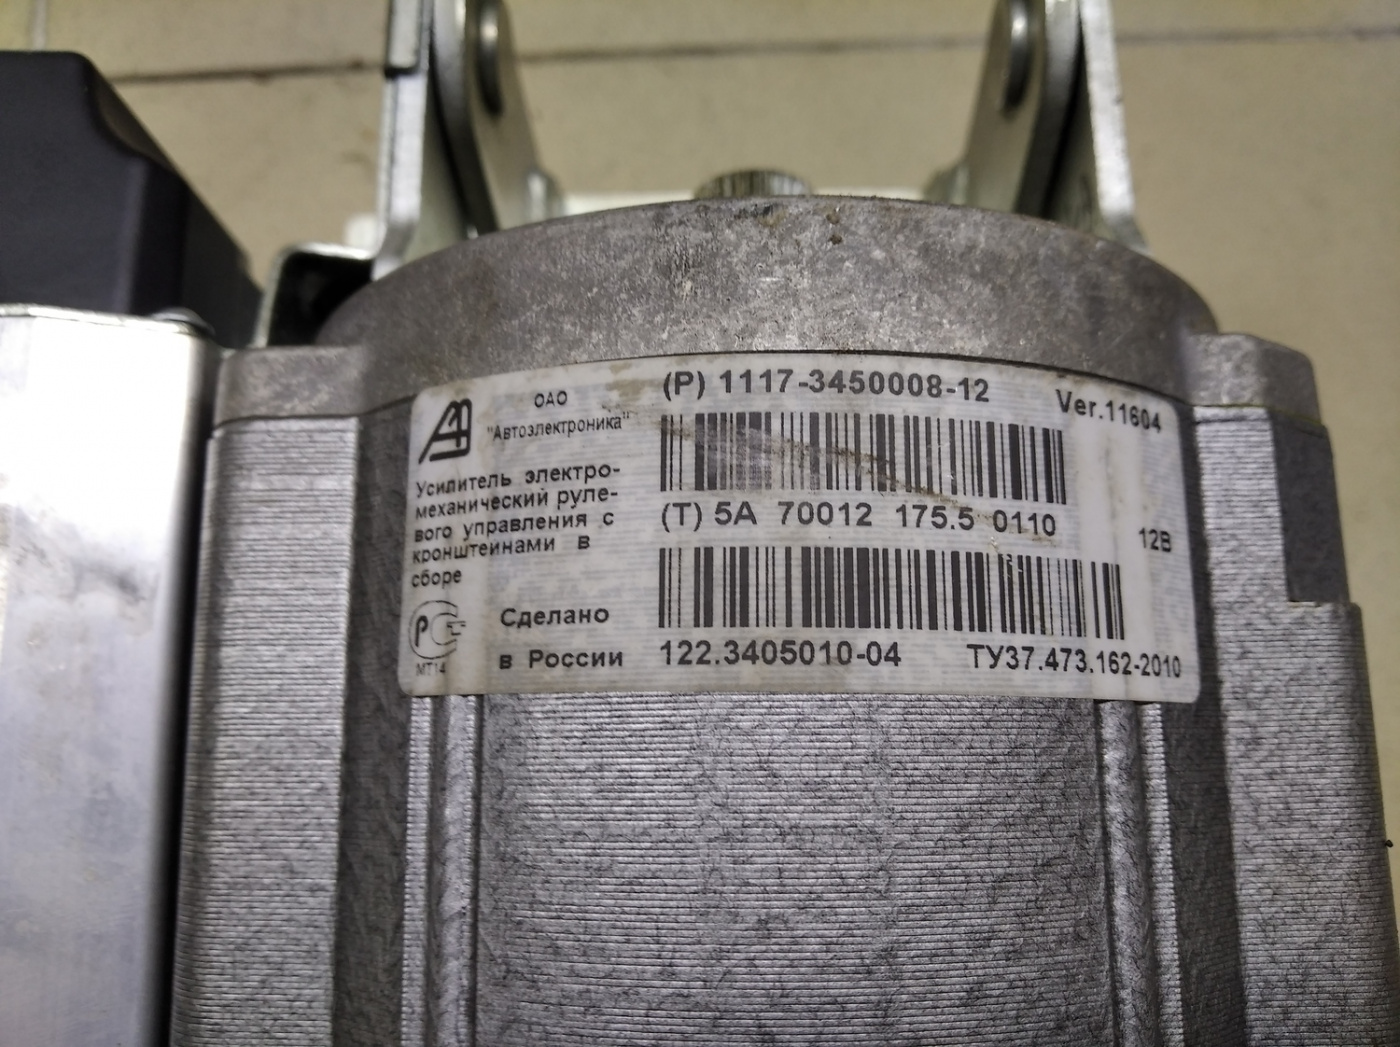 ОАО
"Автоэлектроника"
Усилитель электро-
механический руле-
вого управления с
кронштейнами в
сборе
МТ14
Сделано
в России
(P) 1117-3450008-12
Ver.11604
(T) 5A 70012 175.5 0110
12В
122.3405010-04
ТУ37.473.162-2010